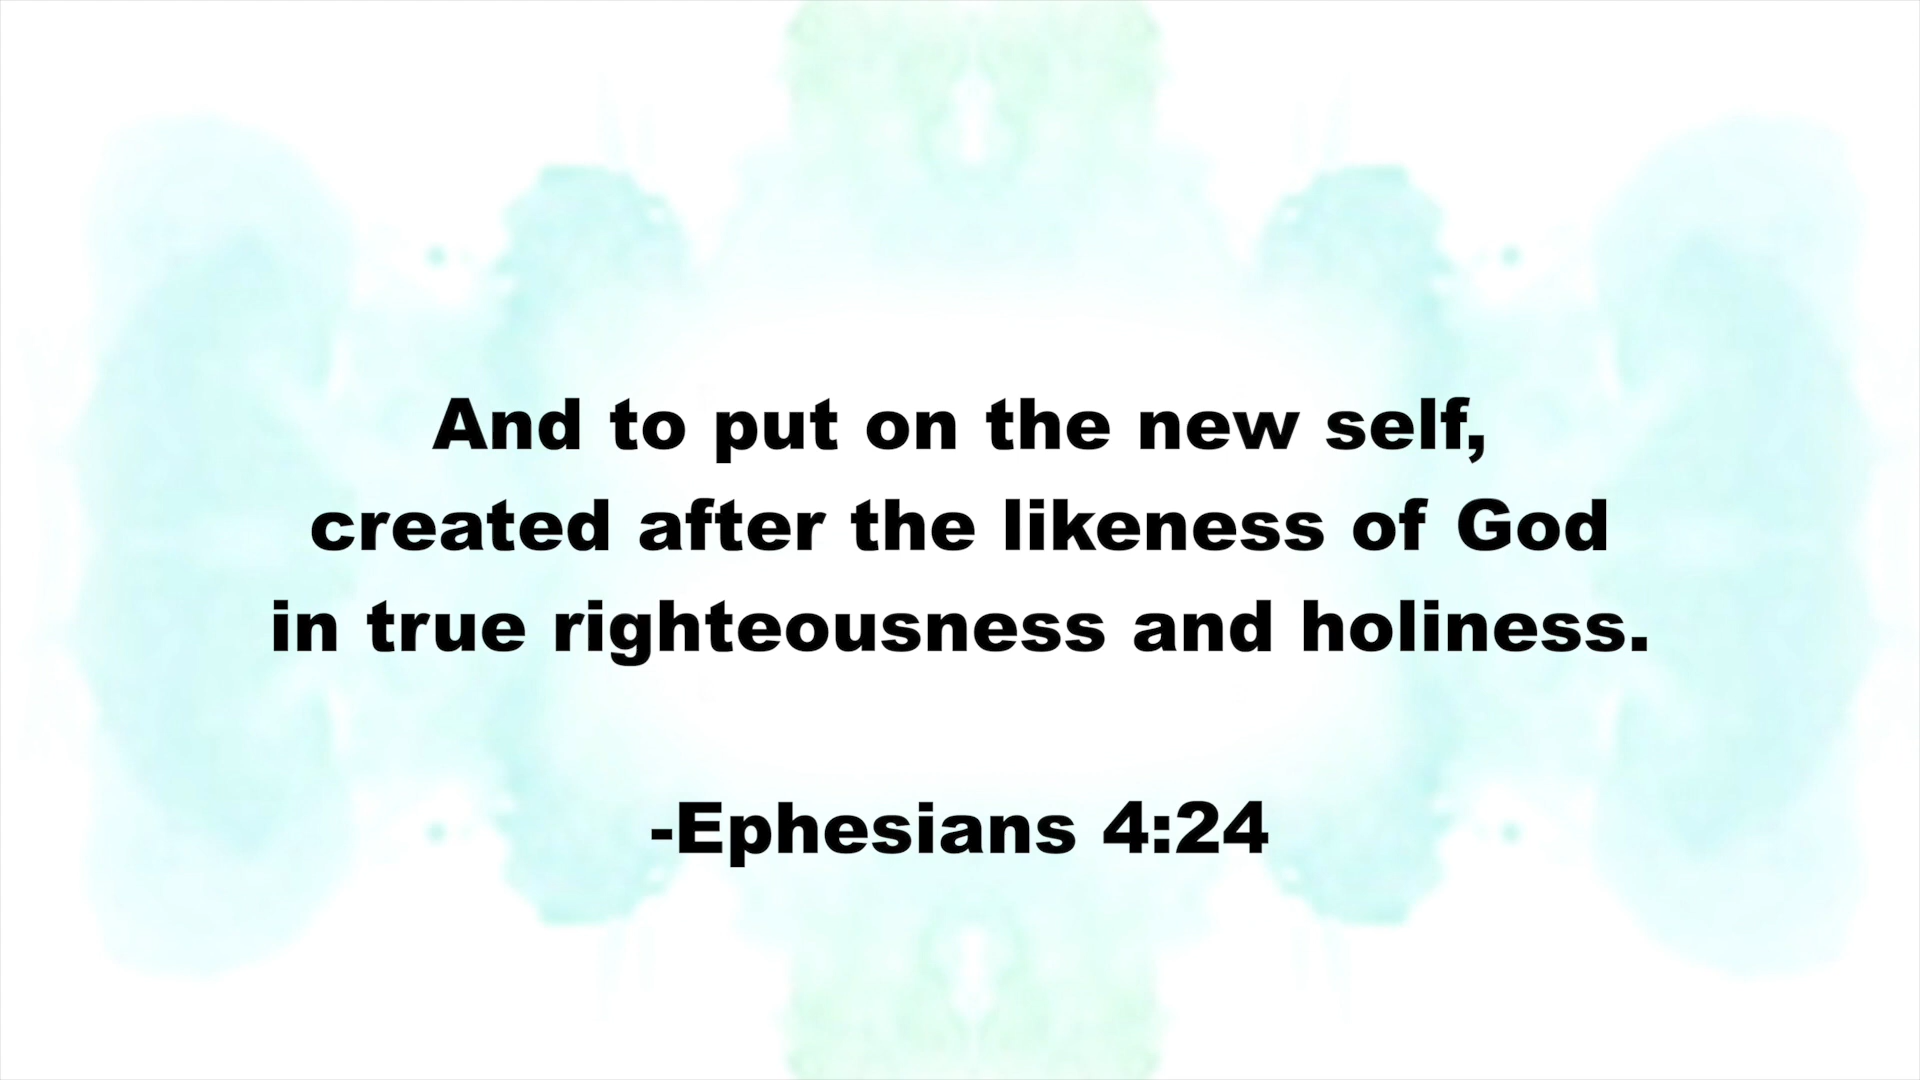 And to put on the new self,
created after the likeness of God
in true righteousness and holiness.
-Ephesians 4:24